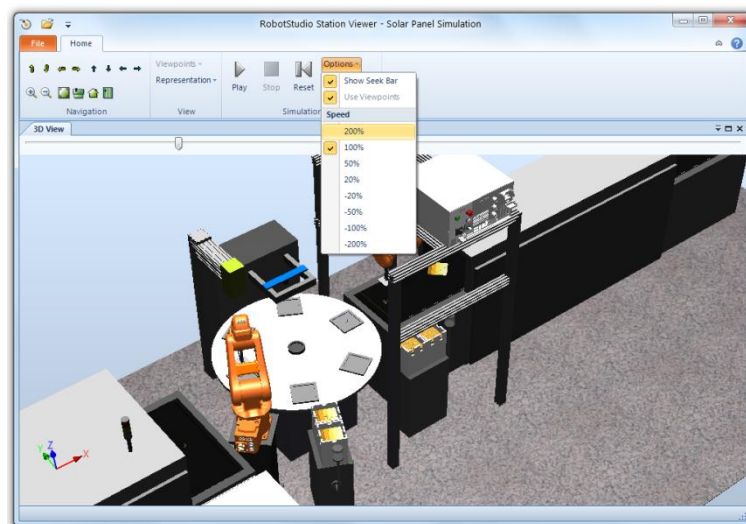 RobotStudio Station Viewer - Solar Panel Simulation
File Home
Viewpoints
Representation
Play Stop Reset
Options
Navigation View Simulation
Show Seek Bar
Use Viewpoints
Speed
200%
100%
50%
20%
-20%
-50%
-100%
-200%
3D View
Z
Y
X